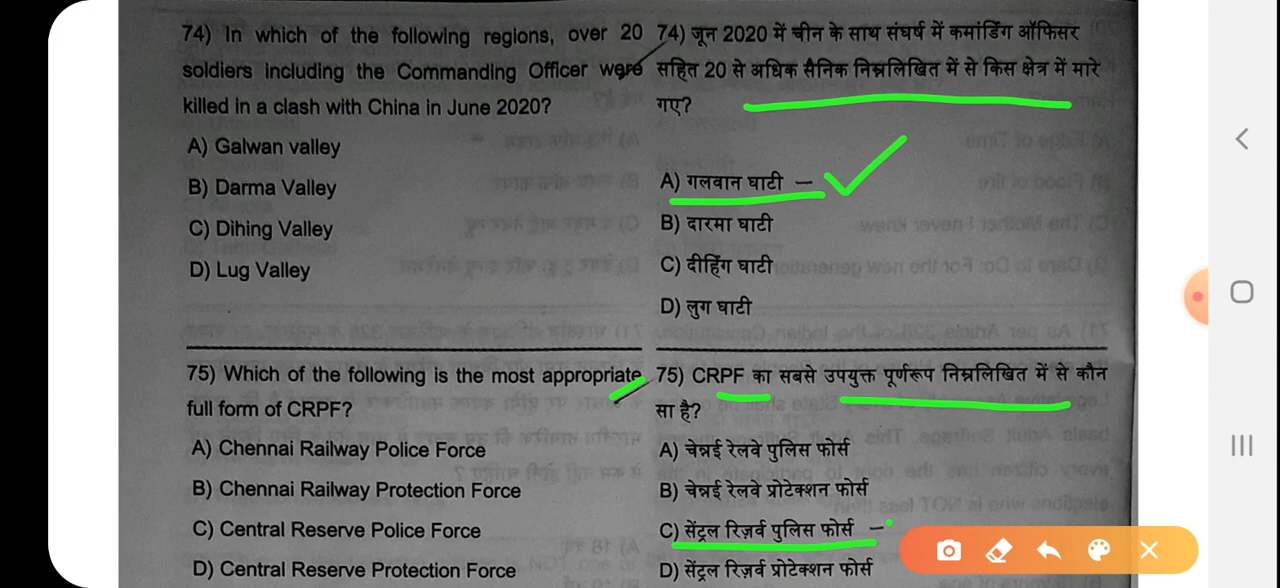 74) In which of the following regions, over 20
soldiers including the Commanding Officer were
killed in a clash with China in June 2020?
A) Galwan valley
B) Darma Valley
C) Dihing Valley
D) Lug Valley
74) जून 2020 में चीन के साथ संघर्ष में कमांडिंग ऑफिसर
सहित 20 से अधिक सैनिक निम्नलिखित में से किस क्षेत्र में मारे
गए?
A) गलवान घाटी
B) दारमा घाटी
C) दीहिंग घाटी
D) लुग घाटी
75) Which of the following is the most appropriate
full form of CRPF?
A) Chennai Railway Police Force
B) Chennai Railway Protection Force
C) Central Reserve Police Force
D) Central Reserve Protection Force
75) CRPF का सबसे उपयुक्त पूर्णरूप निम्नलिखित में से कौन
सा है?
A) चेन्नई रेलवे पुलिस फोर्स
B) चेन्नई रेलवे प्रोटेक्शन फोर्स
C) सेंट्रल रिज़र्व पुलिस फोर्स
D) सेंट्रल रिज़र्व प्रोटेक्शन फोर्स